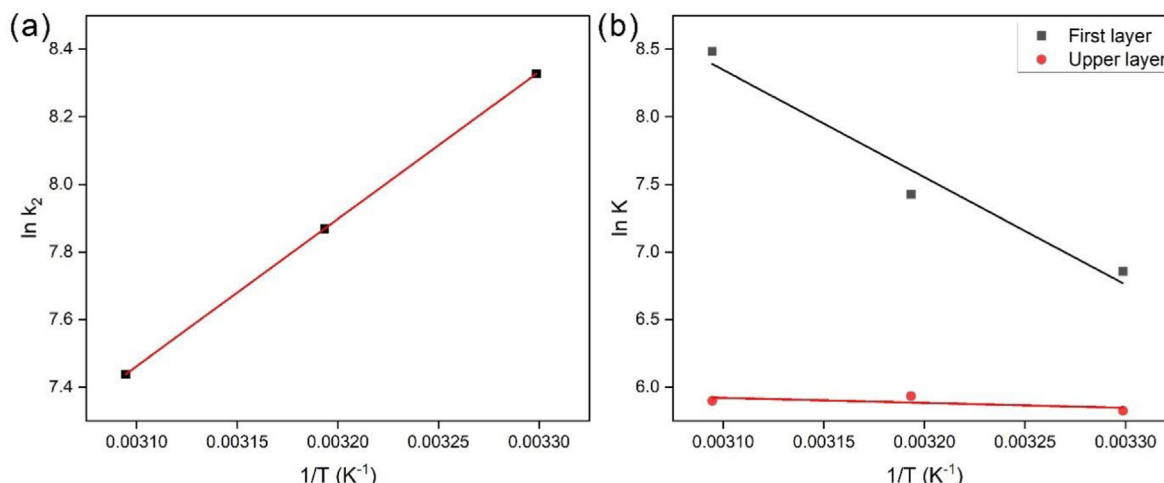 (a)
8.4
8.2
8.0
7.8
7.6
7.4
ln k₂
0.00310 0.00315 0.00320 0.00325 0.00330
1/T (K⁻¹)
(b)
First layer
Upper layer
8.5
8.0
7.5
7.0
6.5
6.0
ln K
0.00310 0.00315 0.00320 0.00325 0.00330
1/T (K⁻¹)